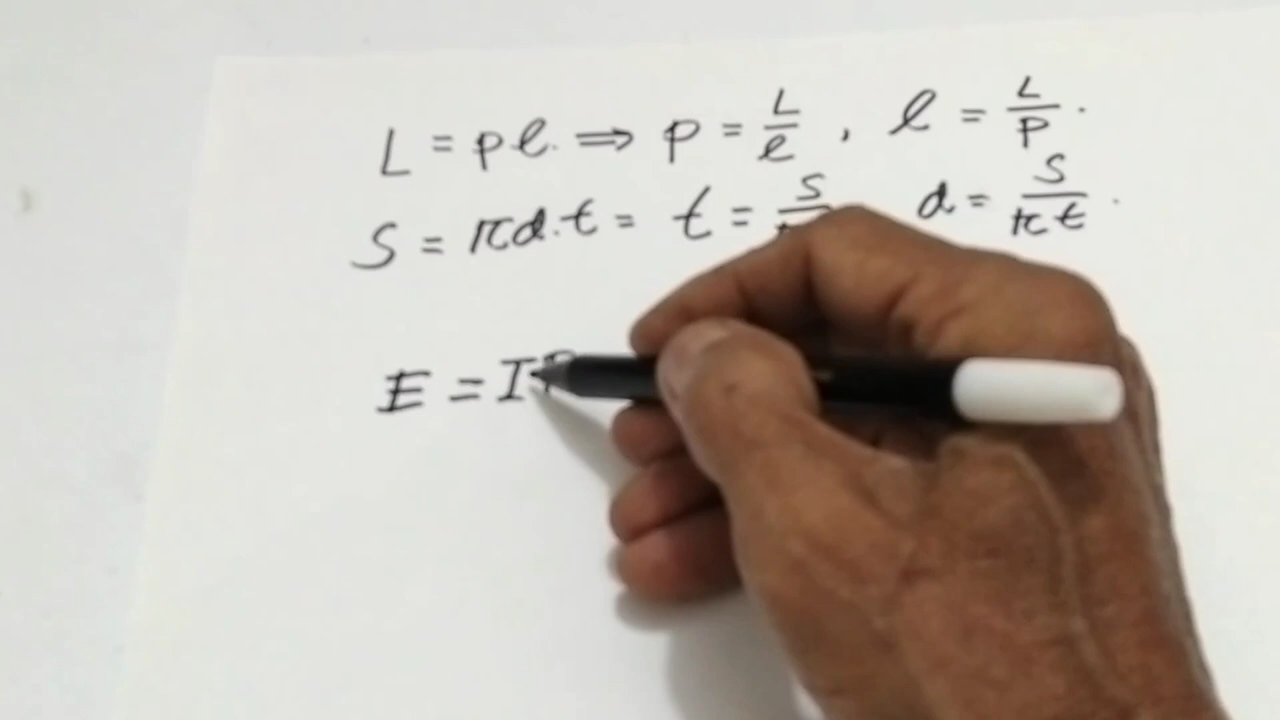 L = pℓ. ⇒ p = L/ℓ , ℓ = L/p .
S = πd.t = t = S/ d = S/πt .
E = I